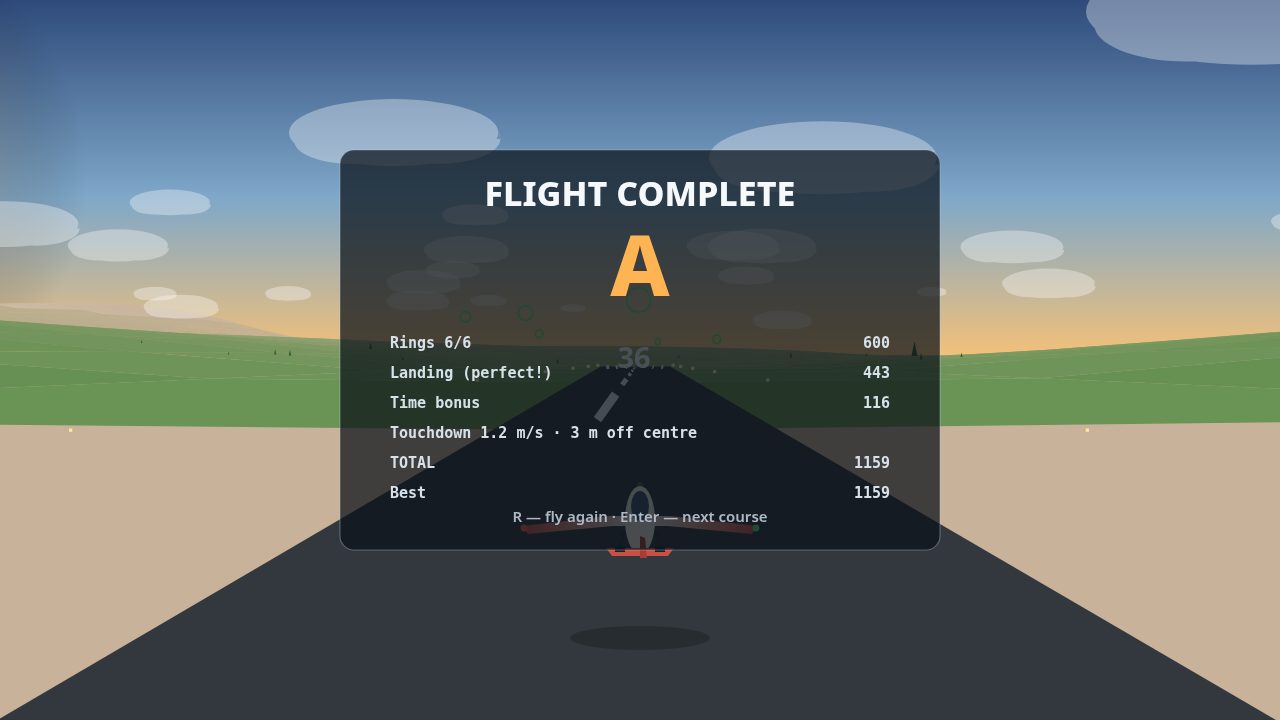 FLIGHT COMPLETE
A
Rings 6/6 600
36
Landing (perfect!) 443
Time bonus 116
Touchdown 1.2 m/s · 3 m off centre
TOTAL 1159
Best 1159
R — fly again · Enter — next course